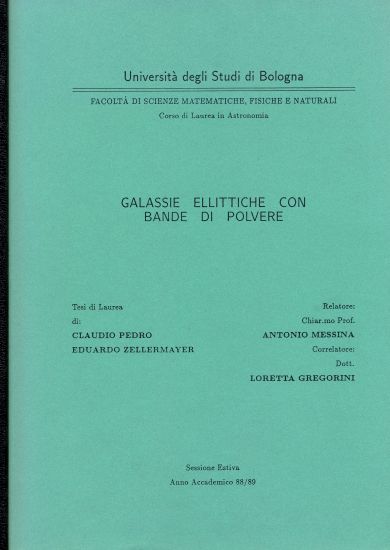 Università degli Studi di Bologna
FACOLTÀ DI SCIENZE MATEMATICHE, FISICHE E NATURALI
Corso di Laurea in Astronomia
GALASSIE ELLITTICHE CON
BANDE DI POLVERE
Tesi di Laurea
di:
CLAUDIO PEDRO
EDUARDO ZELLERMAYER
Relatore:
Chiar.mo Prof.
ANTONIO MESSINA
Correlatore:
Dott.
LORETTA GREGORINI
Sessione Estiva
Anno Accademico 88/89